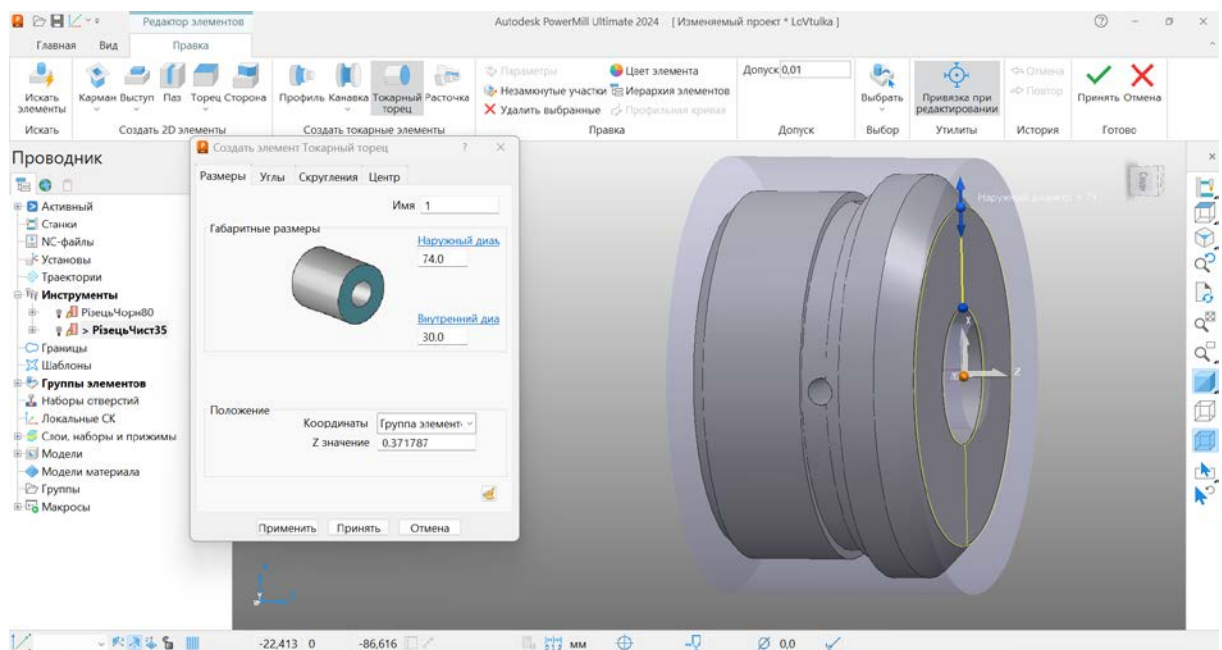 Редактор элементов
Autodesk PowerMill Ultimate 2024 [ Изменяемый проект * LoVtulka ]
Главная Вид Правка
Искать элементы
Карман Выступ Паз Торец Сторона
Профиль Канавка Токарный торец Расточка
Параметры
Незамкнутые участки
Удалить выбранные
Цвет элемента
Иерархия элементов
Профильная кривая
Допуск 0,01
Выбрать
Привязка при редактировании
Отмена
Повтор
Принять Отмена
Искать Создать 2D элементы Создать токарные элементы Правка Допуск Выбор Утилиты История Готово
Проводник
Активный
Станки
NC-файлы
Установы
Траектории
Инструменты
РізецьЧорн80
> РізецьЧист35
Границы
Шаблоны
Группы элементов
Наборы отверстий
Локальные СК
Слои, наборы и прижимы
Модели
Модели материала
Группы
Макросы
Создать элемент Токарный торец ?
Размеры Углы Скругления Центр
Имя 1
Габаритные размеры
Наружный диам
74.0
Внутренний диа
30.0
Положение
Координаты Группа элемент
Z значение 0.371787
Применить Принять Отмена
X
Z
-22,413 0 -86,616 мм 0,0